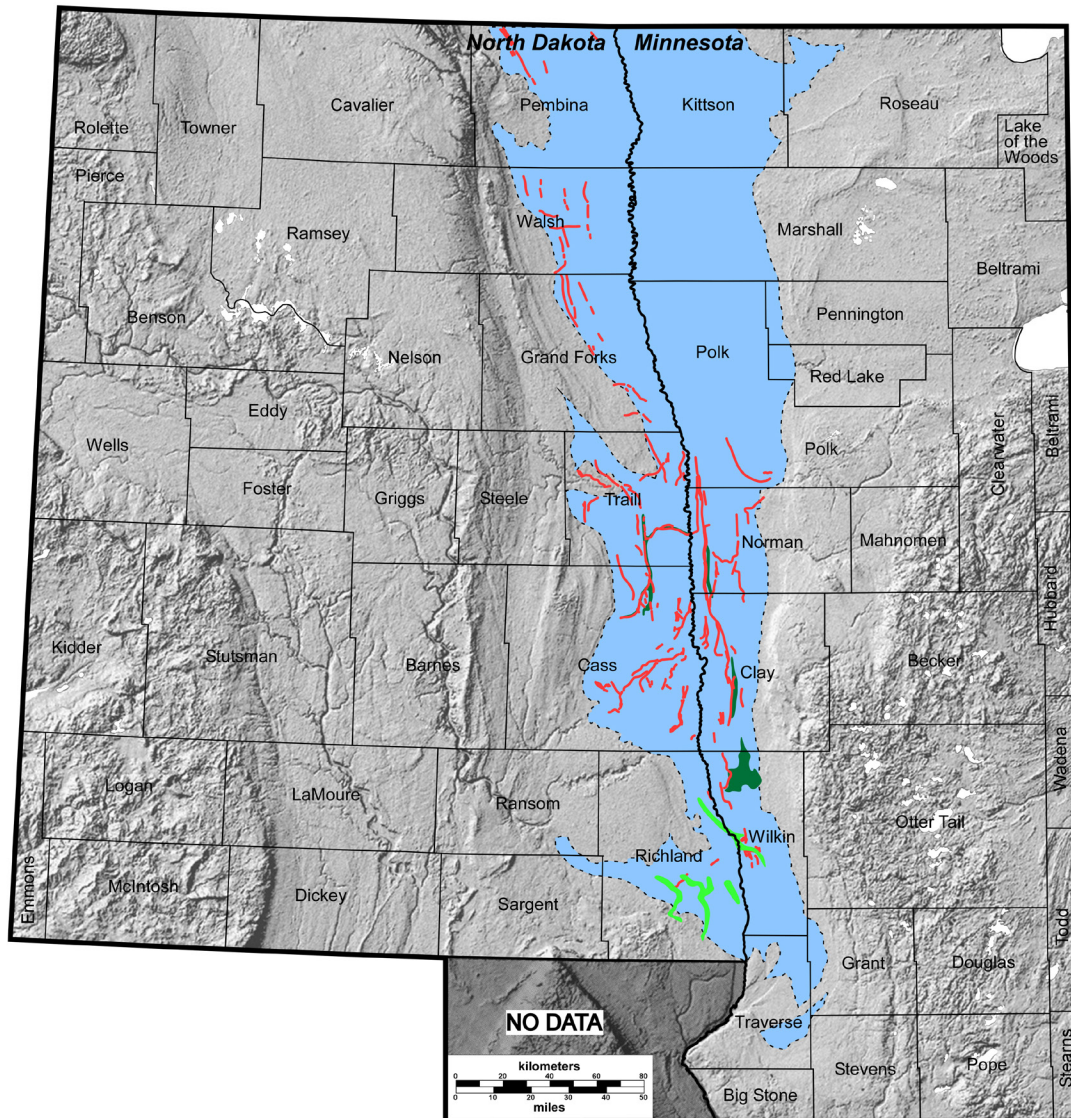 North Dakota Minnesota
Cavalier
Pembina
Kittson
Roseau
Rolette
Towner
Lake
of the
Woods
Pierce
Ramsey
Walsh
Marshall
Beltrami
Benson
Pennington
Nelson
Grand Forks
Polk
Red Lake
Eddy
Wells
Polk
Clearwater
Beltrami
Foster
Griggs
Steele
Traill
Norman
Mahnomen
Hubbard
Kidder
Stutsman
Barnes
Cass
Clay
Becker
Wadena
Logan
LaMoure
Ransom
Otter Tail
Wilkin
Richland
Emmons
McIntosh
Dickey
Sargent
Todd
Grant
Douglas
NO DATA
Traverse
Stevens
Pope
Stearns
Big Stone
kilometers
0 20 40 60 80
0 10 20 30 40 50
miles